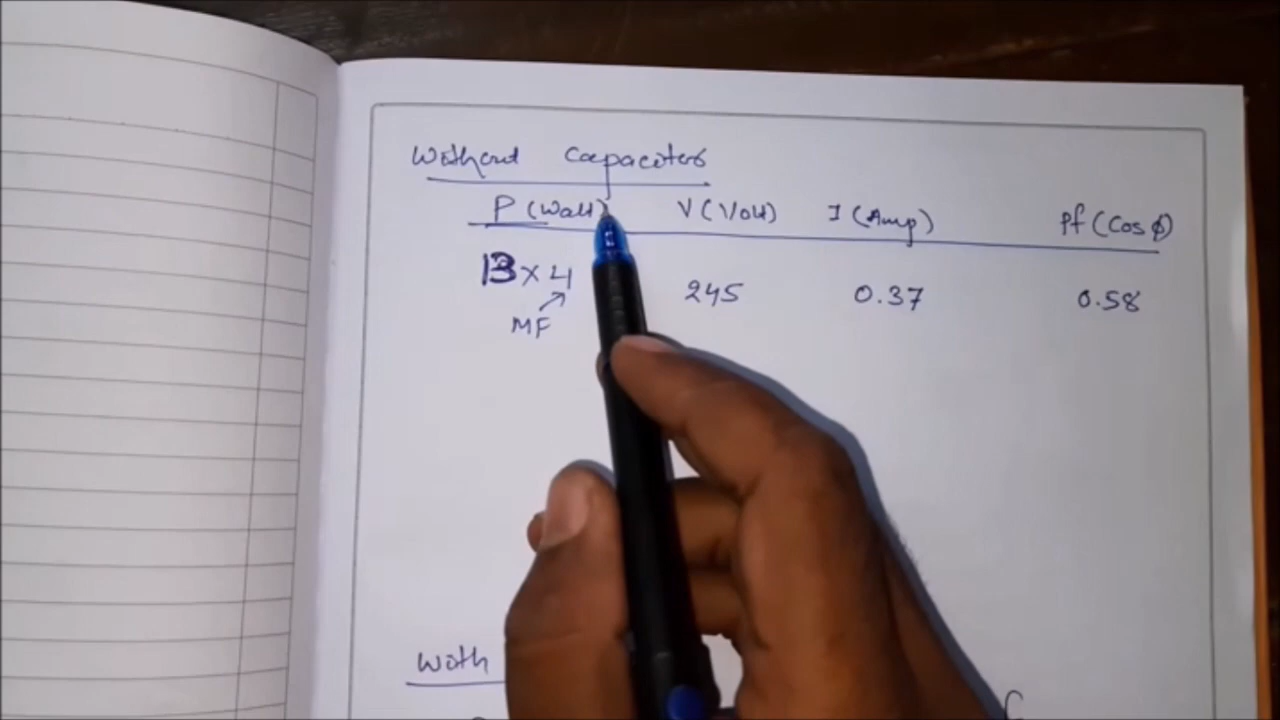 Without Capacitors
P (Watt) V (Volt) I (Amp) Pf (Cos ϕ)
13 x 4 245 0.37 0.58
MF
With